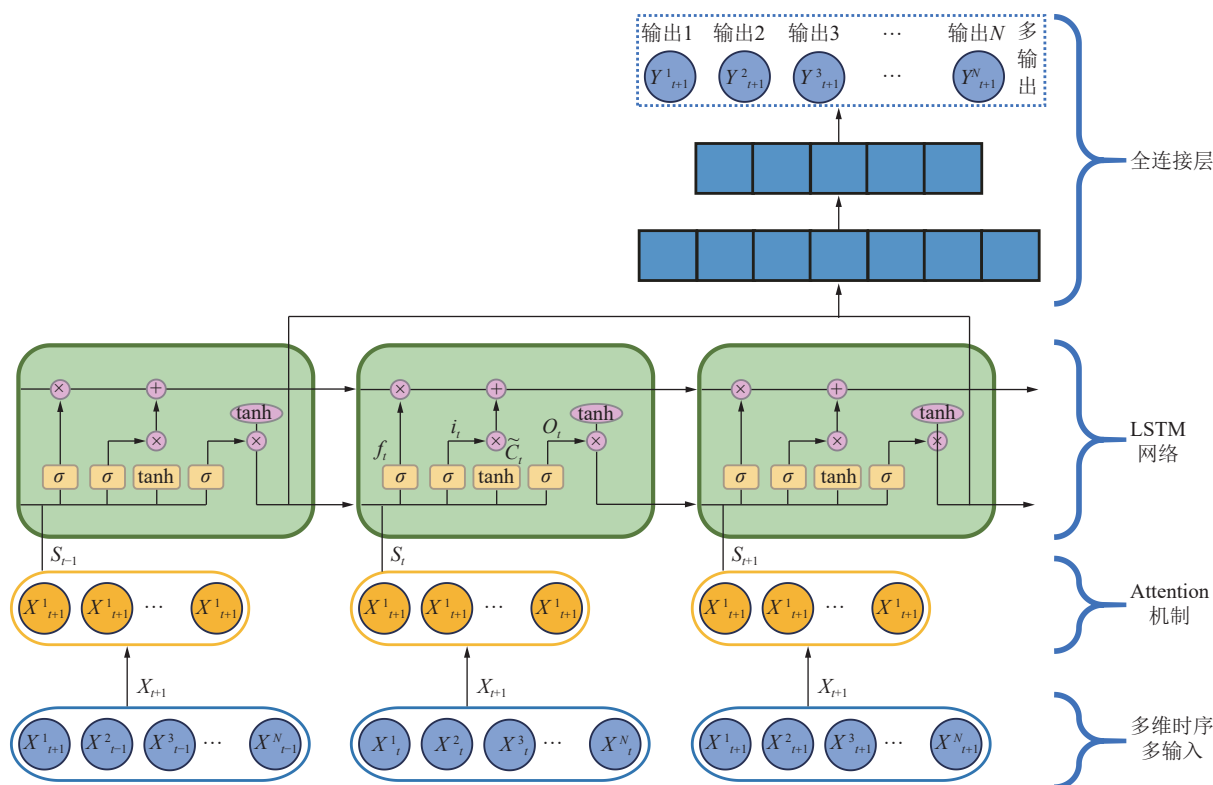 输出1 输出2 输出3 … 输出N
多输出
Y¹ₜ₊₁ Y²ₜ₊₁ Y³ₜ₊₁ … Yᴺₜ₊₁
全连接层
× + tanh × + tanh × + tanh
× × fₜ iₜ × C̃ₜ Oₜ × × ×
σ σ tanh σ σ σ tanh σ σ σ tanh σ
LSTM
网络
Sₜ₋₁ Sₜ Sₜ₊₁
X¹ₜ₊₁ X¹ₜ₊₁ … X¹ₜ₊₁ X¹ₜ₊₁ X¹ₜ₊₁ … X¹ₜ₊₁ X¹ₜ₊₁ X¹ₜ₊₁ … X¹ₜ₊₁
Attention
机制
Xₜ₊₁ Xₜ₊₁ Xₜ₊₁
X¹ₜ₊₁ X²ₜ₋₁ X³ₜ₋₁ … Xᴺₜ₋₁ X¹ₜ X²ₜ X³ₜ … Xᴺₜ X¹ₜ₊₁ X²ₜ₊₁ X³ₜ₊₁ … Xᴺₜ₊₁
多维时序
多输入